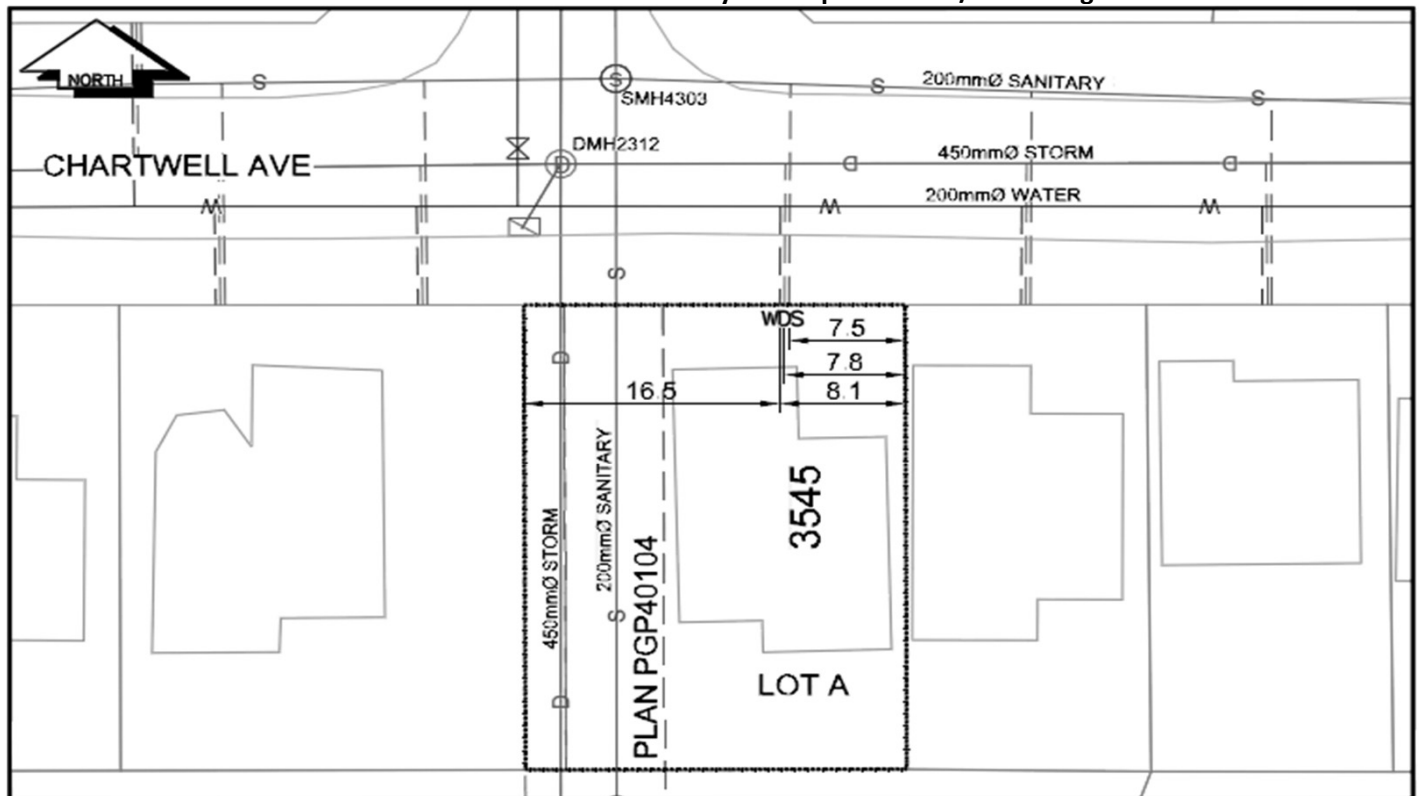 NORTH
S
S
200mmØ SANITARY
S
S
SMH4303
DMH2312
CHARTWELL AVE
D
D
450mmØ STORM
D
W
W
200mmØ WATER
W
S
WDS
7.5
D
7.8
16.5
8.1
450mmØ STORM
200mmØ SANITARY
S
PLAN PGP40104
3545
LOT A
D